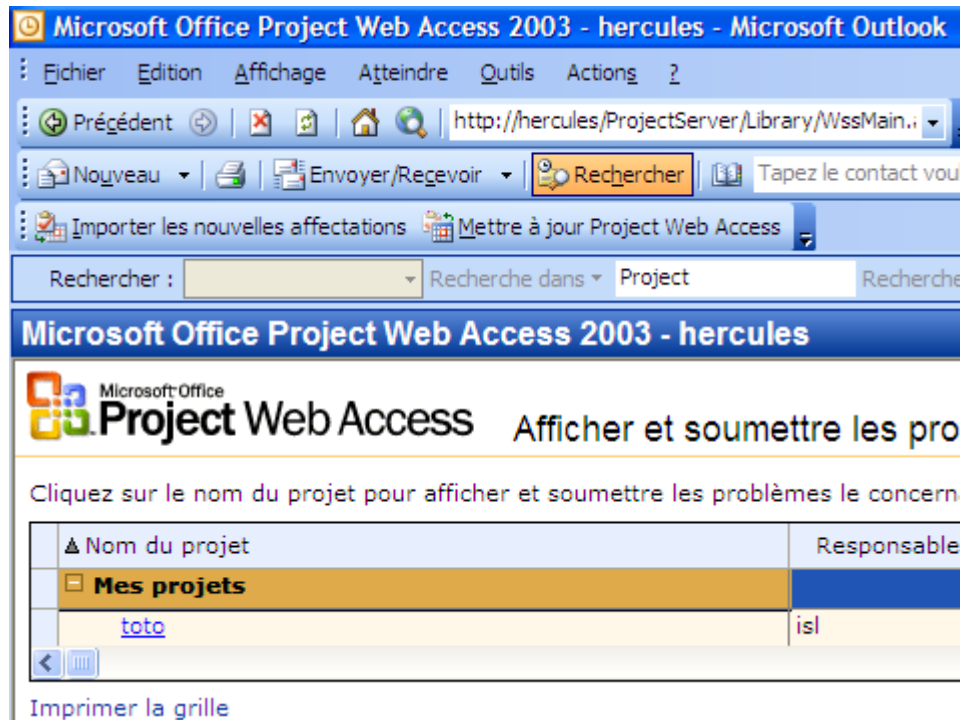 Microsoft Office Project Web Access 2003 - hercules - Microsoft Outlook
Fichier Edition Affichage Atteindre Outils Actions ?
Précédent http://hercules/ProjectServer/Library/WssMain.
Nouveau Envoyer/Recevoir Rechercher Tapez le contact vou
Importer les nouvelles affectations Mettre à jour Project Web Access
Rechercher : Recherche dans Project Recherche
Microsoft Office Project Web Access 2003 - hercules
Microsoft Office
Project Web Access Afficher et soumettre les pro
Cliquez sur le nom du projet pour afficher et soumettre les problèmes le concern
Nom du projet Responsable
Mes projets
toto isl
Imprimer la grille